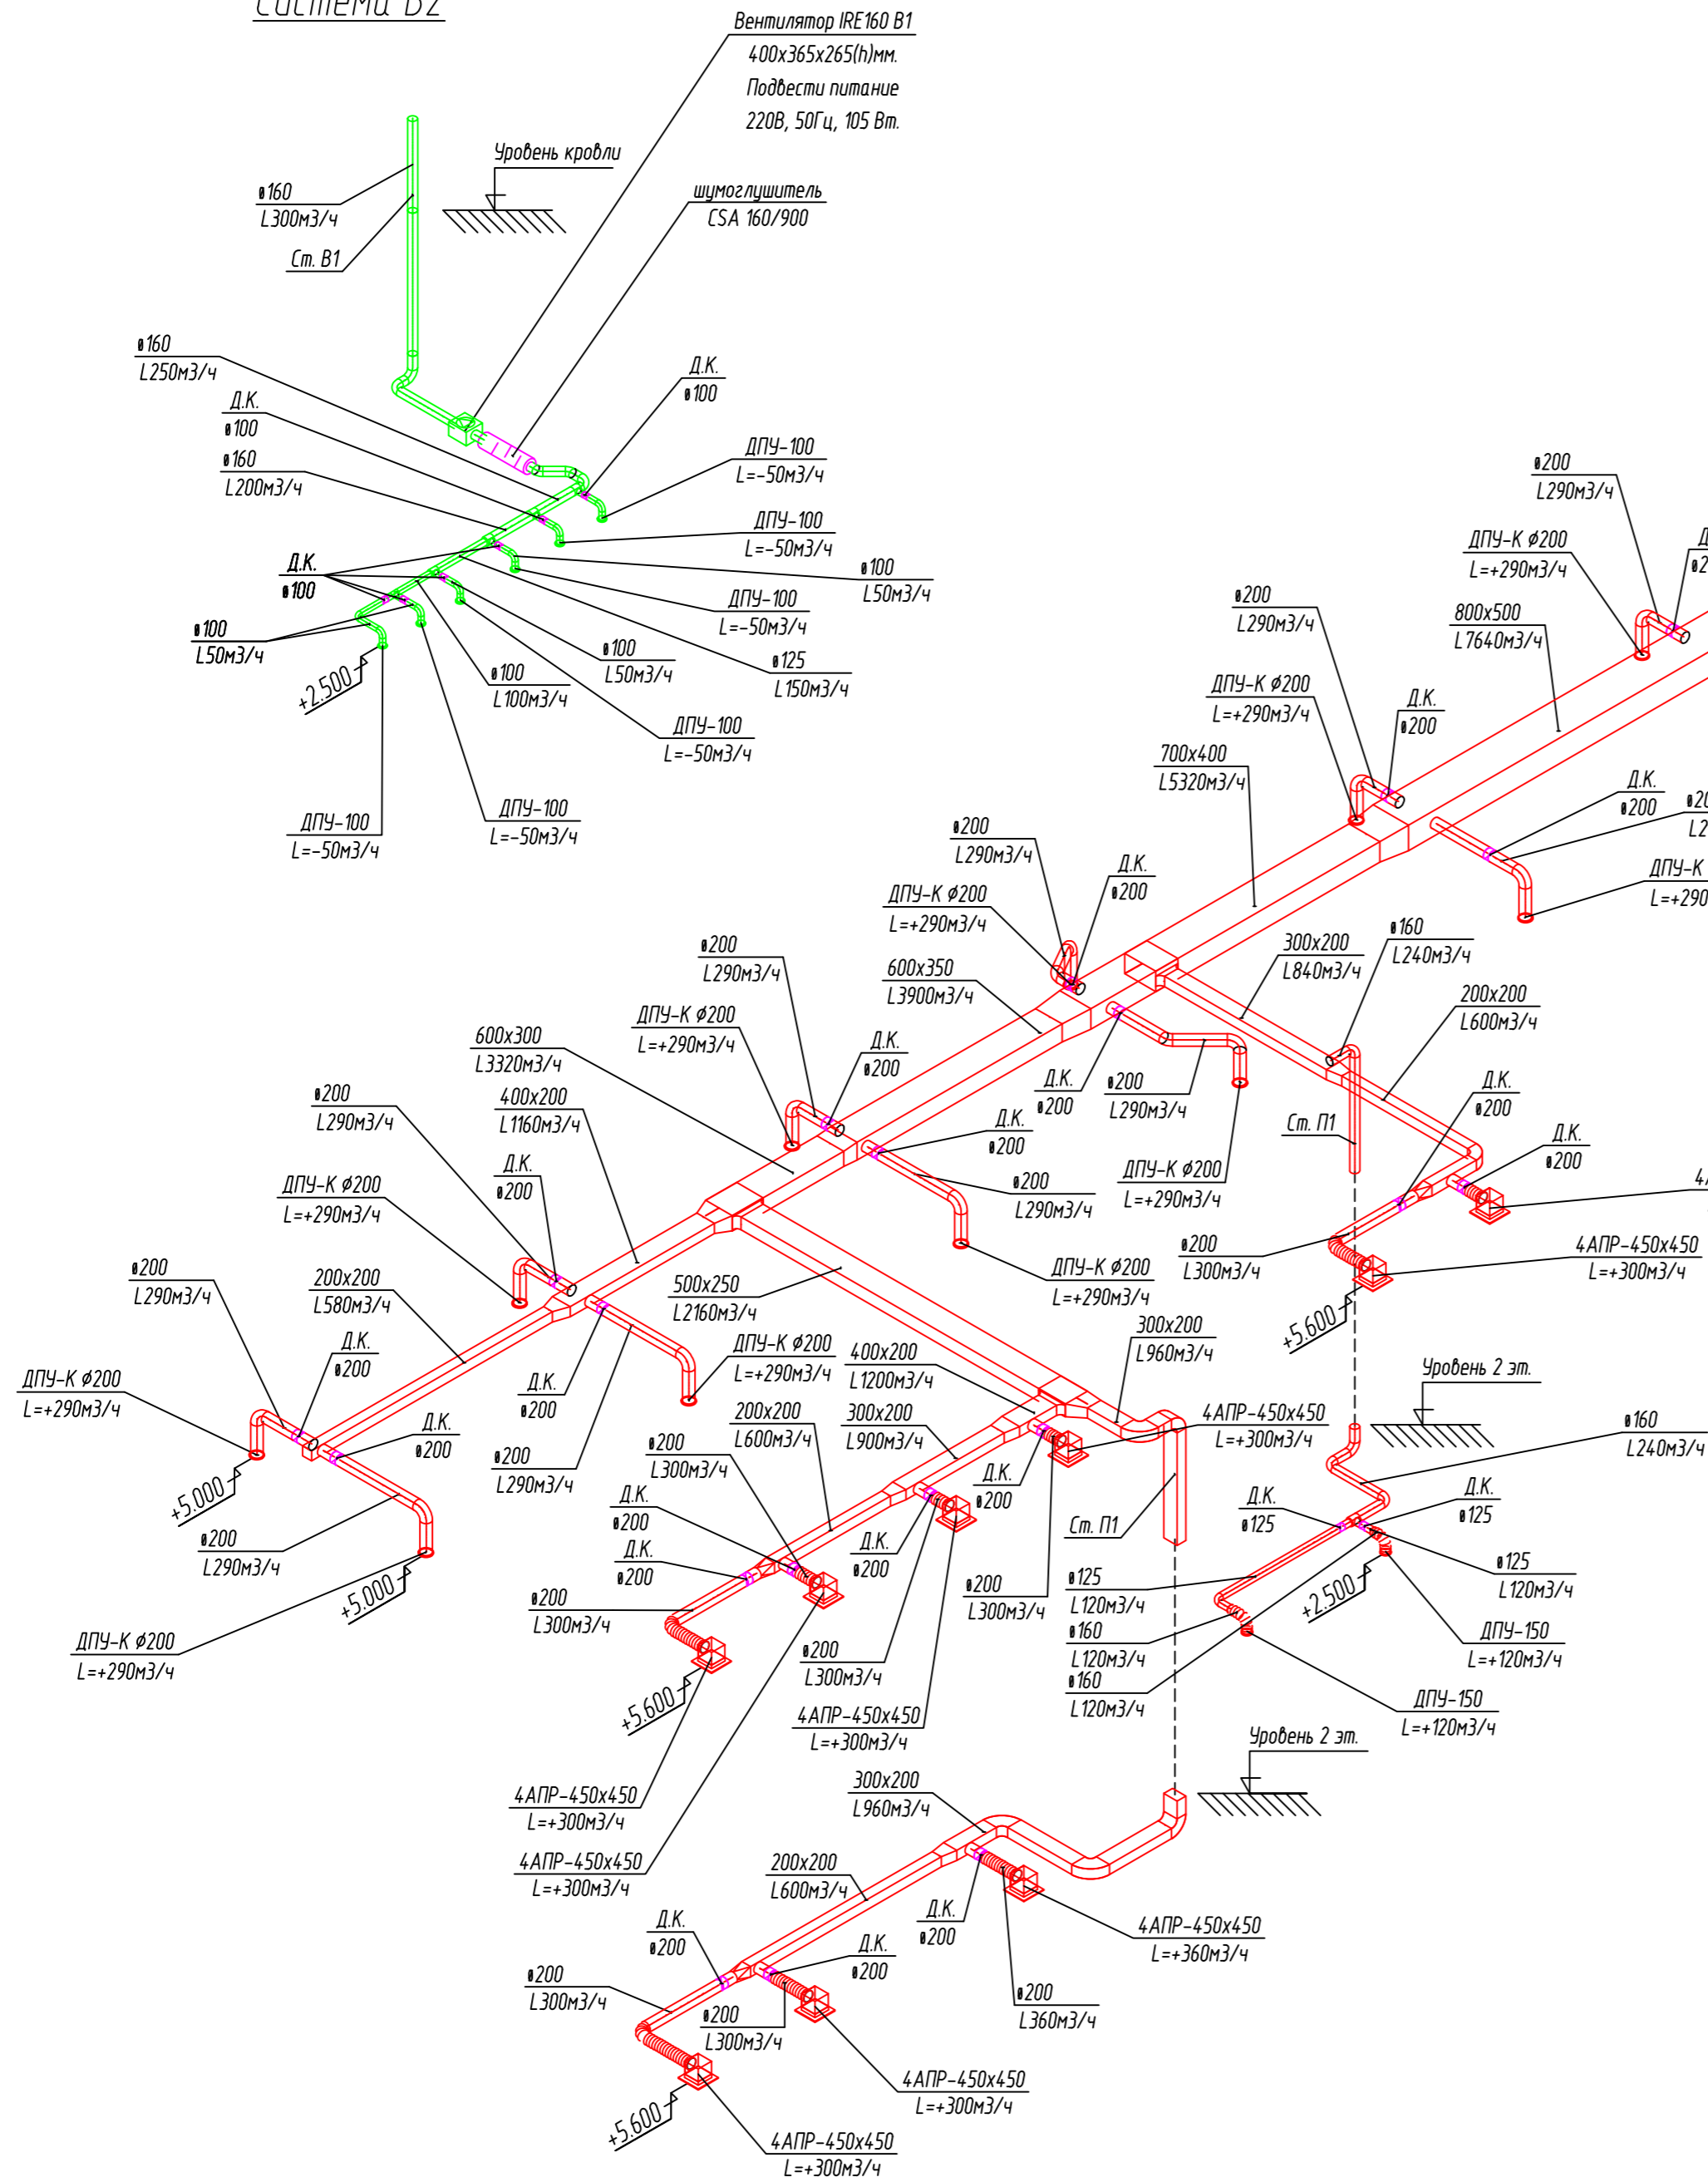 Система В2
Вентилятор IRE160 В1
400x365x265(h)мм.
Подвести питание
220В, 50Гц, 105 Вт.
Уровень кровли
ø160
L300м3/ч
шумоглушитель
CSA 160/900
Ст. В1
ø160
L250м3/ч
Д.К.
ø100
Д.К.
ø100
ø160
L200м3/ч
ДПУ-100
L=-50м3/ч
ДПУ-100
L=-50м3/ч
Д.К.
ø100
ø100
L50м3/ч
ДПУ-100
L=-50м3/ч
ø100
L50м3/ч
ø100
L50м3/ч
ø125
L150м3/ч
ø100
L100м3/ч
+2.500
ДПУ-100
L=-50м3/ч
ДПУ-100
L=-50м3/ч
ДПУ-100
L=-50м3/ч
ø200
L290м3/ч
ДПУ-К Ø200
L=+290м3/ч
ø200
L290м3/ч
800x500
L7640м3/ч
ДПУ-К Ø200
L=+290м3/ч
Д.К.
ø200
700x400
L5320м3/ч
Д.К.
ø200
ДПУ-К
ø200
L290м3/ч
Д.К.
ø200
ДПУ-К Ø200
L=+290м3/ч
ø160
L240м3/ч
300x200
L840м3/ч
ø200
L290м3/ч
600x350
L3900м3/ч
200x200
L600м3/ч
ДПУ-К Ø200
L=+290м3/ч
600x300
L3320м3/ч
Д.К.
ø200
Д.К.
ø200
ø200
L290м3/ч
Д.К.
ø200
ø200
L290м3/ч
400x200
L1160м3/ч
Д.К.
ø200
Ст. П1
Д.К.
ø200
Д.К.
ø200
ДПУ-К Ø200
L=+290м3/ч
ДПУ-К Ø200
L=+290м3/ч
ø200
L290м3/ч
ø200
L300м3/ч
4АПР-450x450
L=+300м3/ч
ø200
L290м3/ч
200x200
L580м3/ч
500x250
L2160м3/ч
ДПУ-К Ø200
L=+290м3/ч
+5.600
300x200
L960м3/ч
Д.К.
ø200
ДПУ-К Ø200
L=+290м3/ч
400x200
L1200м3/ч
Уровень 2 эт.
ДПУ-К Ø200
L=+290м3/ч
Д.К.
ø200
Д.К.
ø200
200x200
L600м3/ч
300x200
L900м3/ч
4АПР-450x450
L=+300м3/ч
ø160
L240м3/ч
ø200
L290м3/ч
ø200
L300м3/ч
Д.К.
ø200
+5.000
Д.К.
ø200
Д.К.
ø125
Д.К.
ø125
ø200
L290м3/ч
Д.К.
ø200
Д.К.
ø200
Ст. П1
+5.000
ø200
L300м3/ч
ø200
L300м3/ч
ø125
L120м3/ч
+2.500
ø125
L120м3/ч
ДПУ-К Ø200
L=+290м3/ч
ø200
L300м3/ч
ø160
L120м3/ч
ДПУ-150
L=+120м3/ч
ø160
L120м3/ч
+5.600
4АПР-450x450
L=+300м3/ч
ДПУ-150
L=+120м3/ч
Уровень 2 эт.
4АПР-450x450
L=+300м3/ч
300x200
L960м3/ч
4АПР-450x450
L=+300м3/ч
200x200
L600м3/ч
Д.К.
ø200
Д.К.
ø200
Д.К.
ø200
4АПР-450x450
L=+360м3/ч
ø200
L300м3/ч
ø200
L300м3/ч
ø200
L360м3/ч
4АПР-450x450
L=+300м3/ч
+5.600
4АПР-450x450
L=+300м3/ч